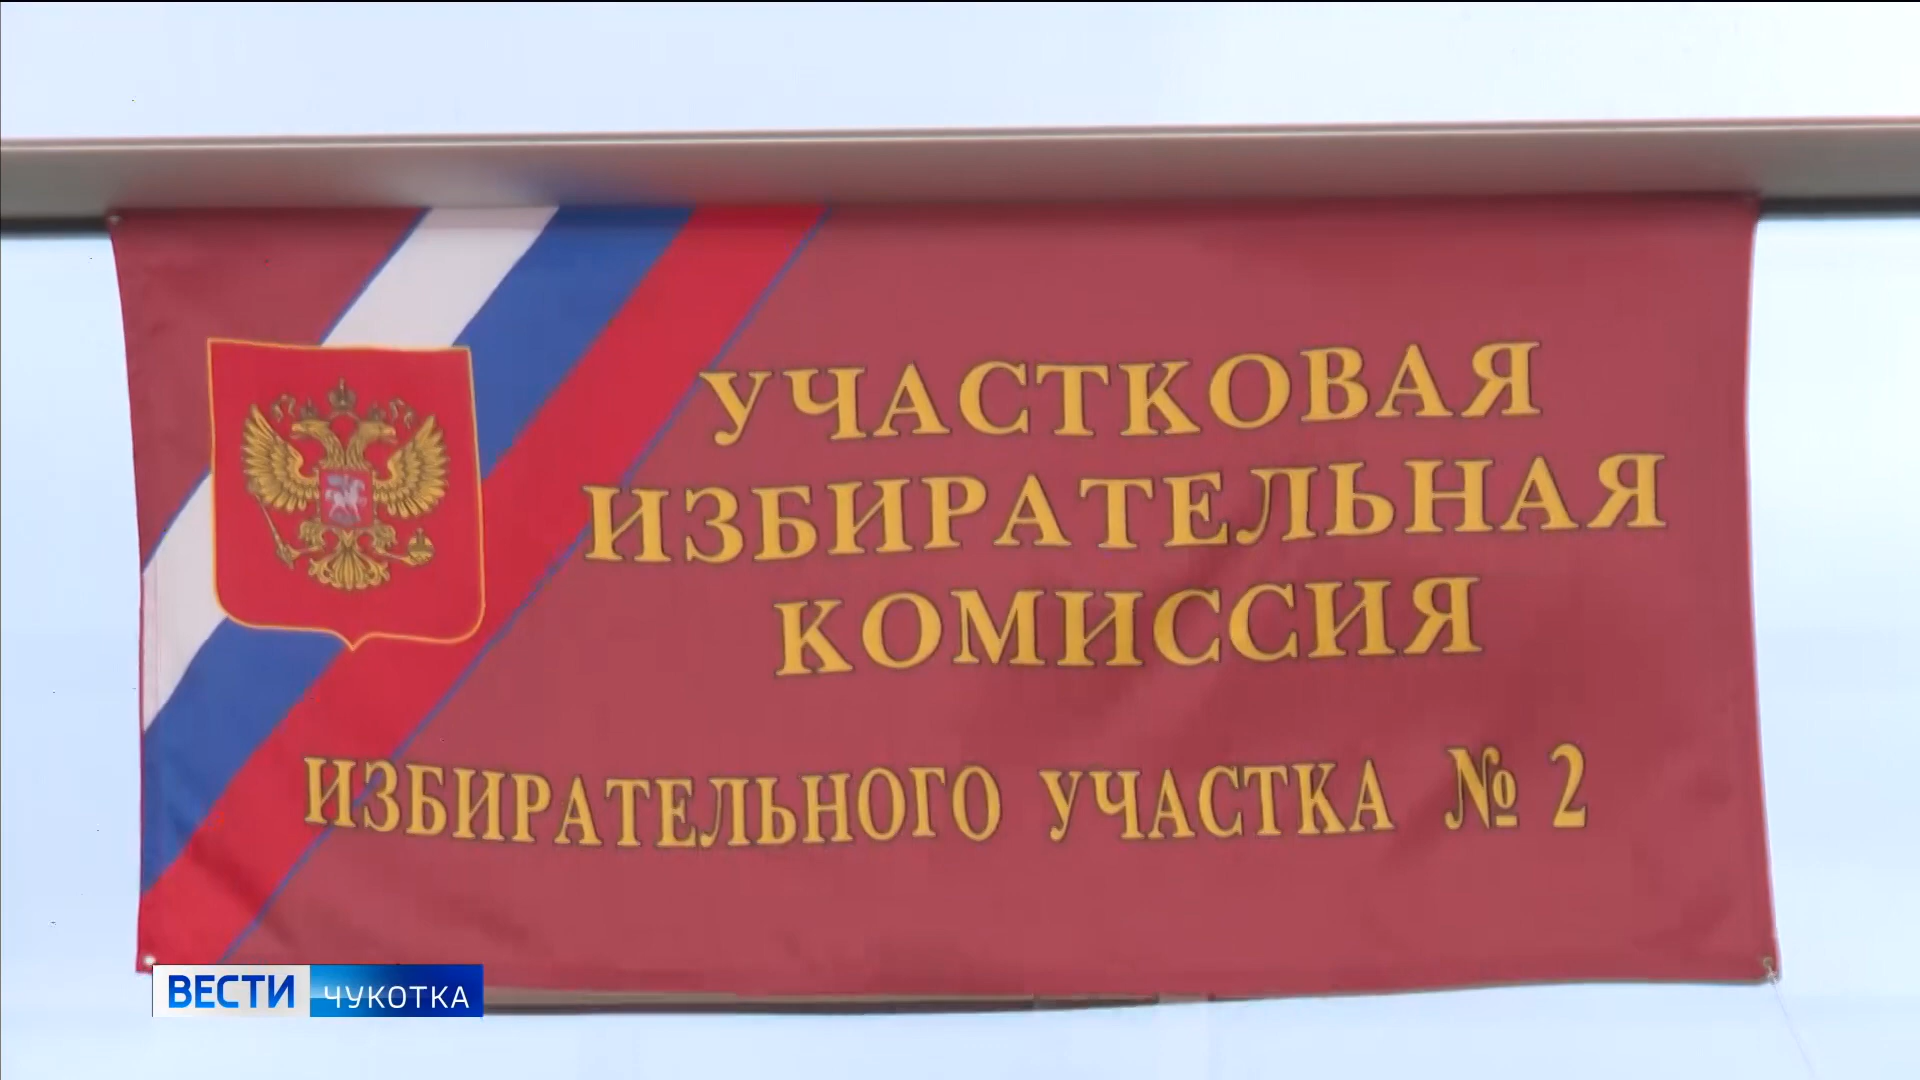 УЧАСТКОВАЯ
ИЗБИРАТЕЛЬНАЯ
КОМИССИЯ
ИЗБИРАТЕЛЬНОГО УЧАСТКА № 2
ВЕСТИ ЧУКОТКА